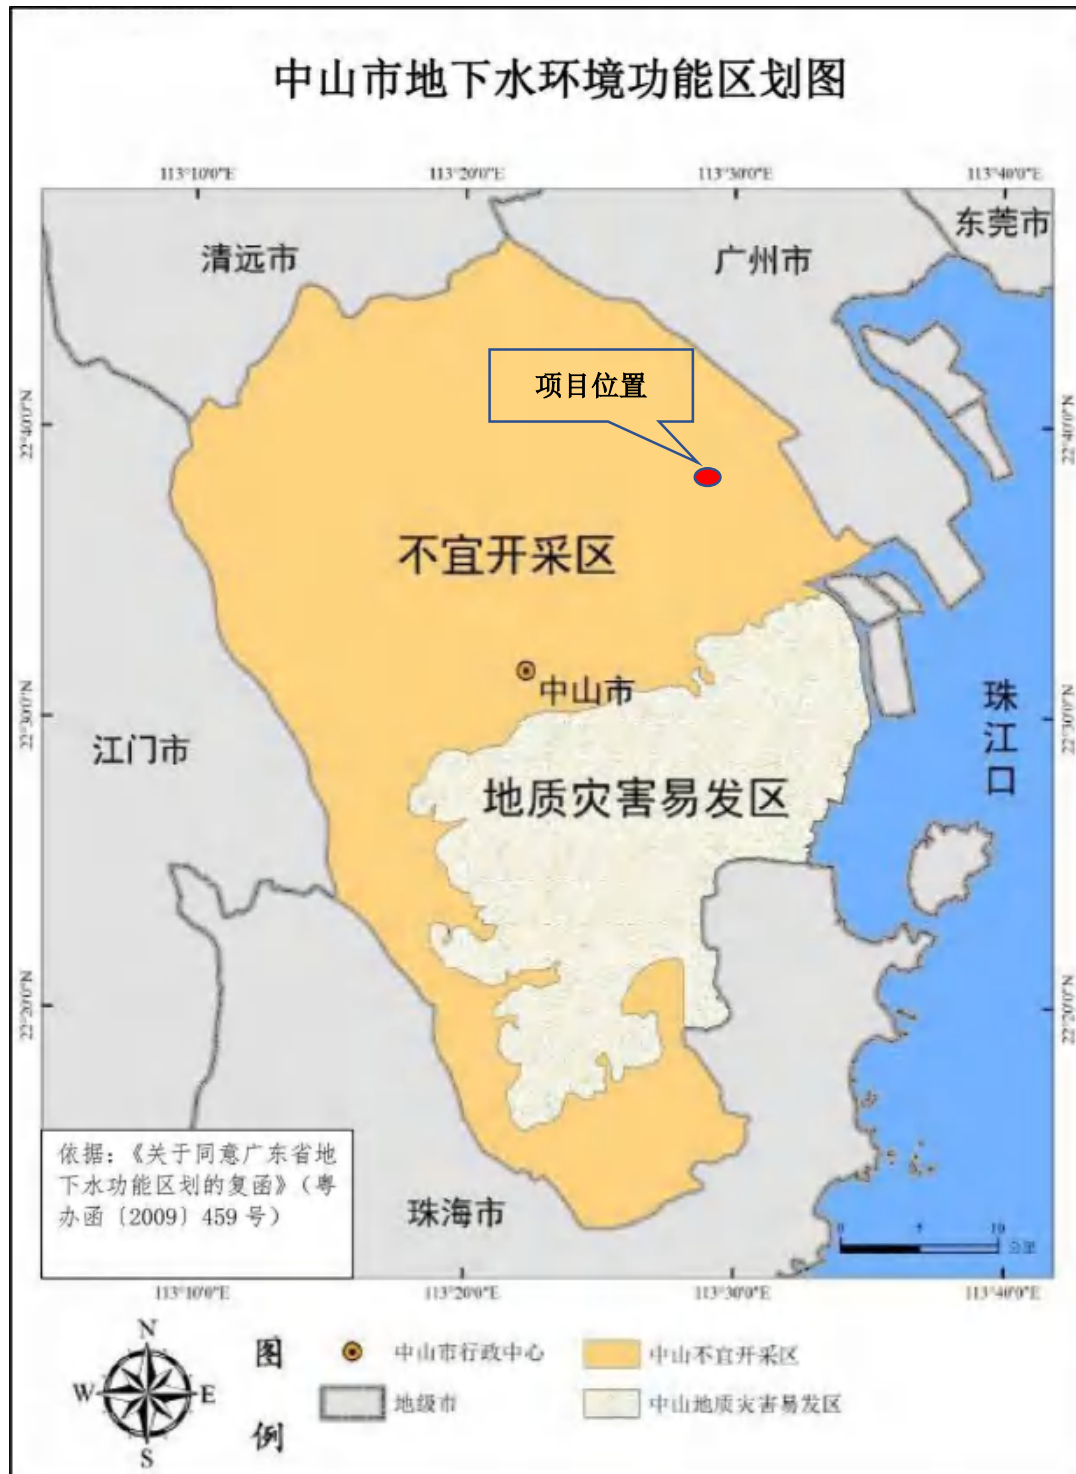 中山市地下水环境功能区划图
113°10'0"E
113°20'0"E
113°30'0"E
113°40'0"E
清远市
广州市
东莞市
项目位置
22°40'0"N
22°40'0"N
不宜开采区
中山市
22°30'0"N
22°30'0"N
江门市
珠江口
地质灾害易发区
22°20'0"N
22°20'0"N
依据：《关于同意广东省地
下水功能区划的复函》（粤
办函〔2009〕459 号）
珠海市
0 5 10
公里
113°10'0"E
113°20'0"E
113°30'0"E
113°40'0"E
N
W
E
S
图例
中山市行政中心
中山不宜开采区
地级市
中山地质灾害易发区